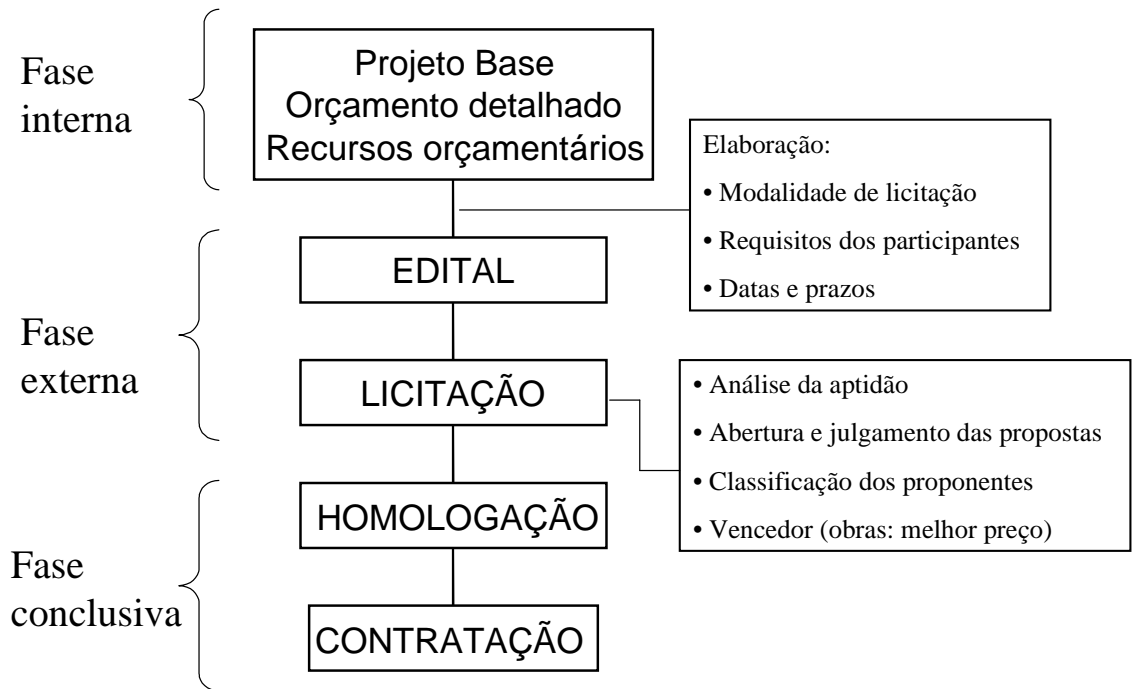 Fase
interna
Projeto Base
Orçamento detalhado
Recursos orçamentários
Elaboração:
• Modalidade de licitação
• Requisitos dos participantes
• Datas e prazos
Fase
externa
EDITAL
LICITAÇÃO
• Análise da aptidão
• Abertura e julgamento das propostas
• Classificação dos proponentes
• Vencedor (obras: melhor preço)
Fase
conclusiva
HOMOLOGAÇÃO
CONTRATAÇÃO